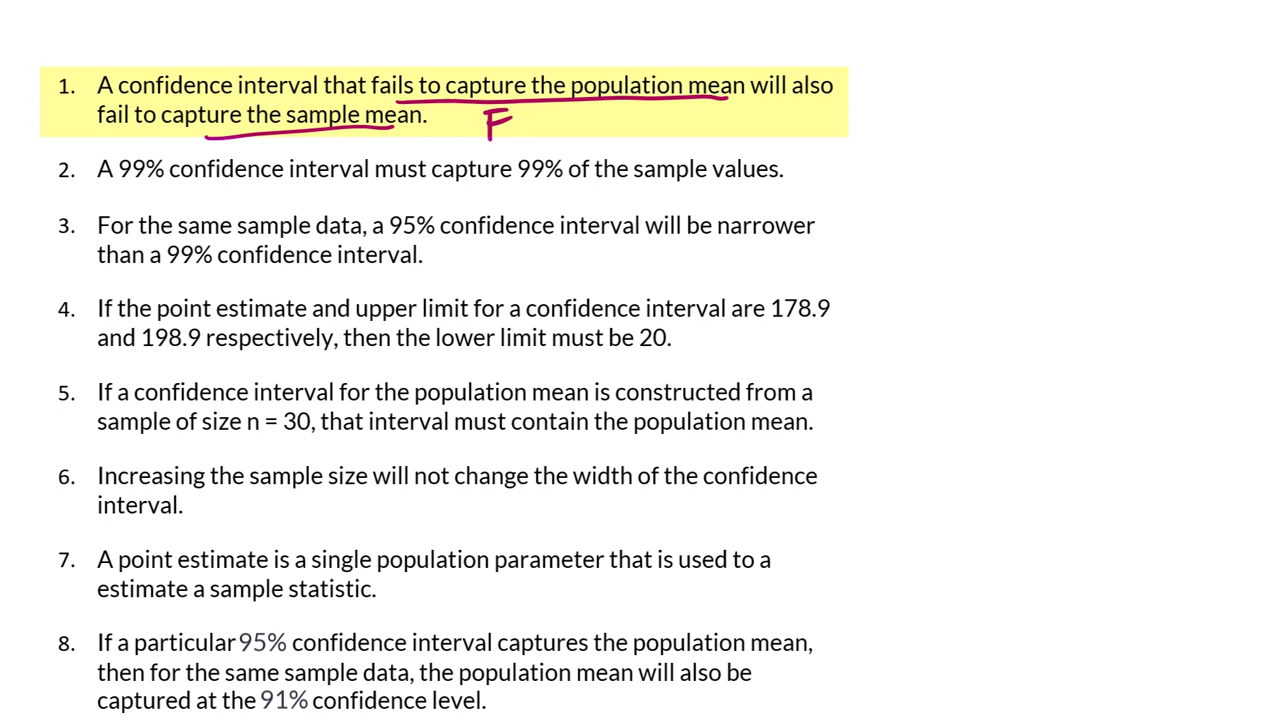 1. A confidence interval that fails to capture the population mean will also
fail to capture the sample mean. F
2. A 99% confidence interval must capture 99% of the sample values.
3. For the same sample data, a 95% confidence interval will be narrower
than a 99% confidence interval.
4. If the point estimate and upper limit for a confidence interval are 178.9
and 198.9 respectively, then the lower limit must be 20.
5. If a confidence interval for the population mean is constructed from a
sample of size n = 30, that interval must contain the population mean.
6. Increasing the sample size will not change the width of the confidence
interval.
7. A point estimate is a single population parameter that is used to a
estimate a sample statistic.
8. If a particular 95% confidence interval captures the population mean,
then for the same sample data, the population mean will also be
captured at the 91% confidence level.